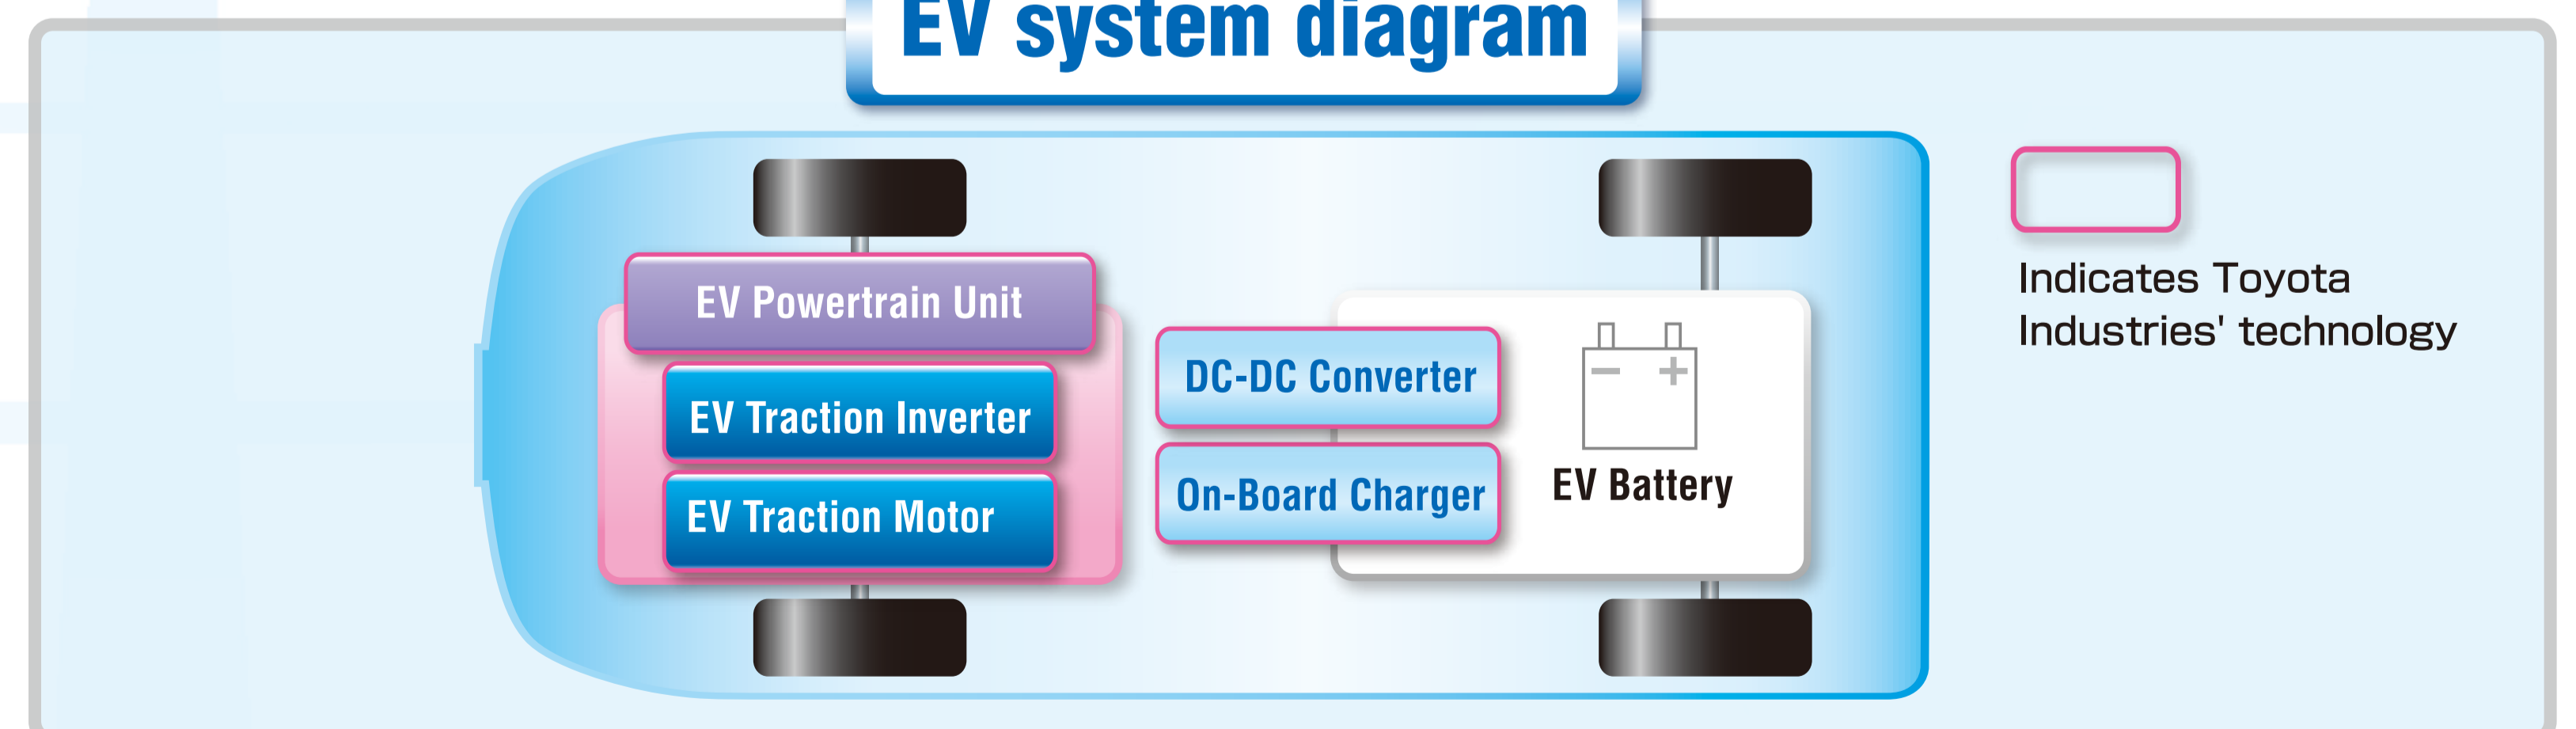 EV system diagram
EV Powertrain Unit
EV Traction Inverter
EV Traction Motor
DC-DC Converter
On-Board Charger
EV Battery
Indicates Toyota
Industries' technology